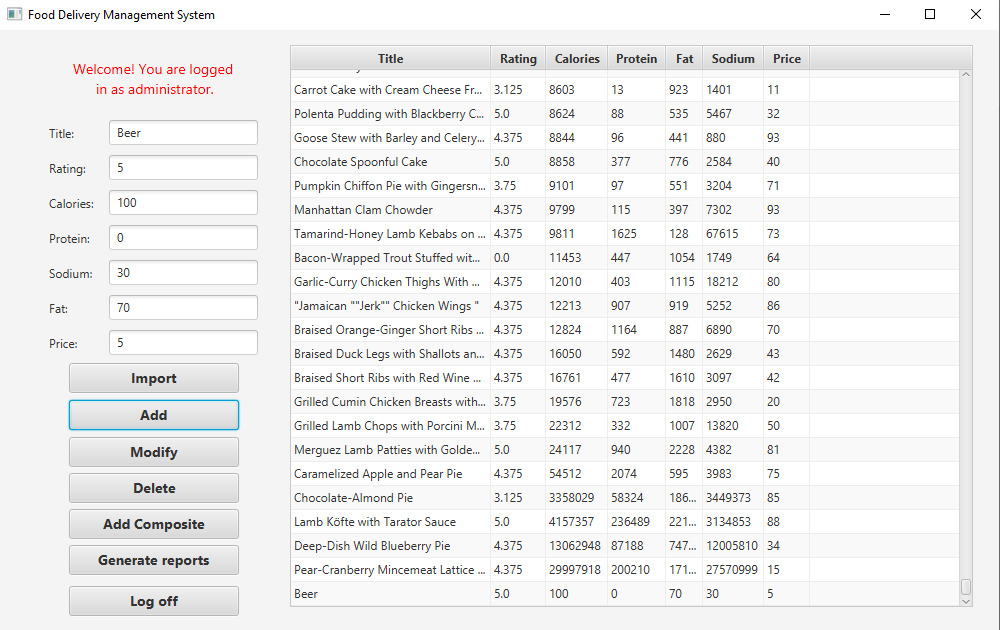 Food Delivery Management System
Welcome! You are logged
in as administrator.
Title: Beer
Rating: 5
Calories: 100
Protein: 0
Sodium: 30
Fat: 70
Price: 5
Import
Add
Modify
Delete
Add Composite
Generate reports
Log off
Title Rating Calories Protein Fat Sodium Price
Carrot Cake with Cream Cheese Fr... 3.125 8603 13 923 1401 11
Polenta Pudding with Blackberry C... 5.0 8624 88 535 5467 32
Goose Stew with Barley and Celery... 4.375 8844 96 441 880 93
Chocolate Spoonful Cake 5.0 8858 377 776 2584 40
Pumpkin Chiffon Pie with Gingersn... 3.75 9101 97 551 3204 71
Manhattan Clam Chowder 4.375 9799 115 397 7302 93
Tamarind-Honey Lamb Kebabs on ... 4.375 9811 1625 128 67615 73
Bacon-Wrapped Trout Stuffed wit... 0.0 11453 447 1054 1749 64
Garlic-Curry Chicken Thighs With ... 4.375 12010 403 1115 18212 80
"Jamaican ""Jerk"" Chicken Wings " 4.375 12213 907 919 5252 86
Braised Orange-Ginger Short Ribs ... 4.375 12824 1164 887 6890 70
Braised Duck Legs with Shallots an... 4.375 16050 592 1480 2629 43
Braised Short Ribs with Red Wine ... 4.375 16761 477 1610 3097 42
Grilled Cumin Chicken Breasts with... 3.75 19576 723 1818 2950 20
Grilled Lamb Chops with Porcini M... 3.75 22312 332 1007 13820 50
Merguez Lamb Patties with Golde... 5.0 24117 940 2228 4382 81
Caramelized Apple and Pear Pie 4.375 54512 2074 595 3983 75
Chocolate-Almond Pie 3.125 3358029 58324 186... 3449373 85
Lamb Köfte with Tarator Sauce 5.0 4157357 236489 221... 3134853 88
Deep-Dish Wild Blueberry Pie 4.375 13062948 87188 747... 12005810 34
Pear-Cranberry Mincemeat Lattice ... 4.375 29997918 200210 171... 27570999 15
Beer 5.0 100 0 70 30 5